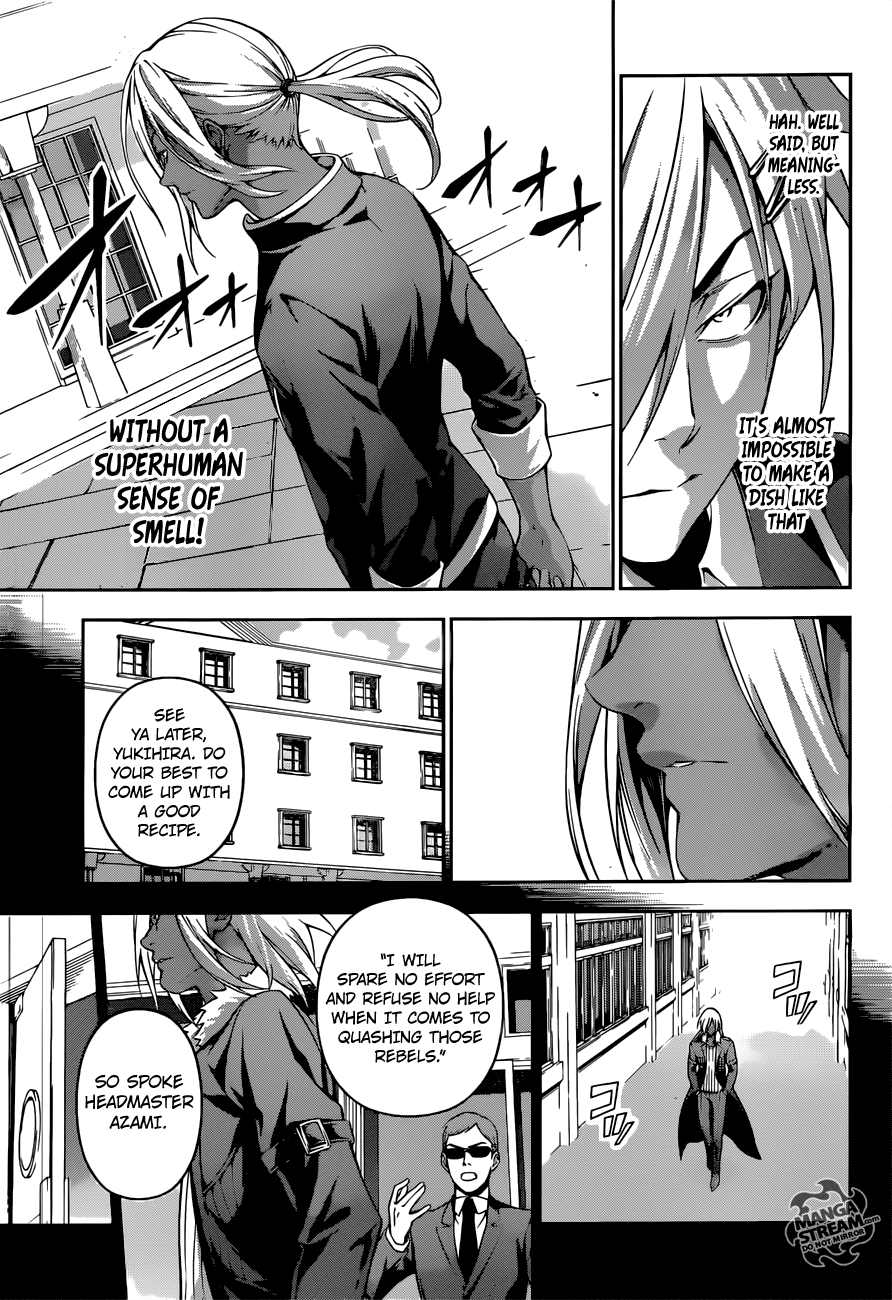 HAH. WELL
SAID, BUT
MEANING-
LESS.
IT'S ALMOST
IMPOSSIBLE
TO MAKE A
DISH LIKE
THAT
オ
オ
オ
オ
オ
オ
WITHOUT A
SUPERHUMAN
SENSE OF
SMELL!
SEE
YA LATER,
YUKIHIRA. DO
YOUR BEST TO
COME UP WITH
A GOOD
RECIPE.
コツ
コツ
"I WILL
SPARE NO EFFORT
AND REFUSE NO HELP
WHEN IT COMES TO
QUASHING THOSE
REBELS."
SO SPOKE
HEADMASTER
AZAMI.
MANGA
STREAM.COM
DO NOT MIRROR!